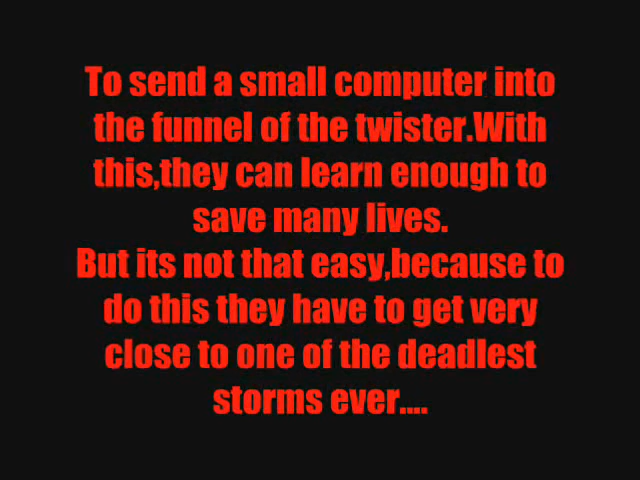 To send a small computer into
the funnel of the twister.With
this,they can learn enough to
save many lives.
But its not that easy,because to
do this they have to get very
close to one of the deadlest
storms ever....